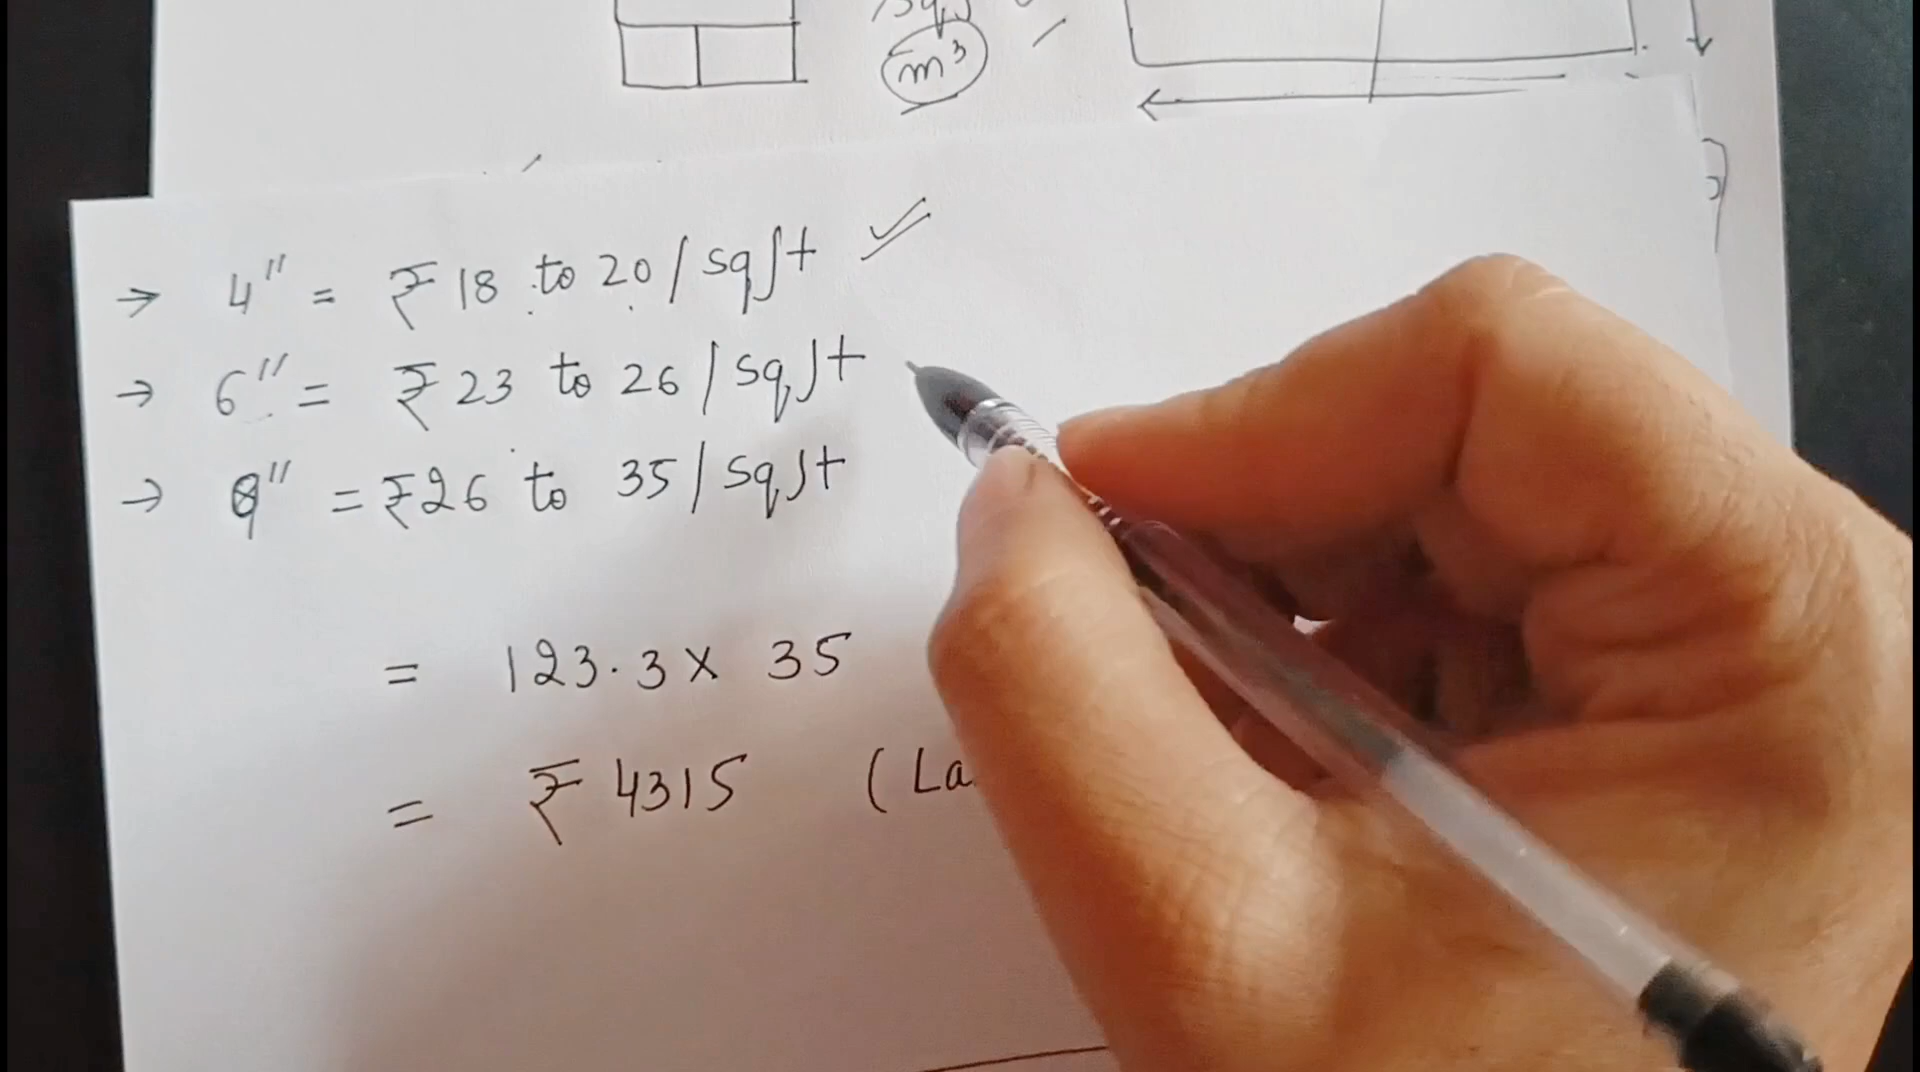 m³
→ 4" = ₹ 18 to 20 / sqft
→ 6" = ₹ 23 to 26 / sqft
→ 9" = ₹ 26 to 35 / sqft
= 123.3 x 35
= ₹ 4315 (La